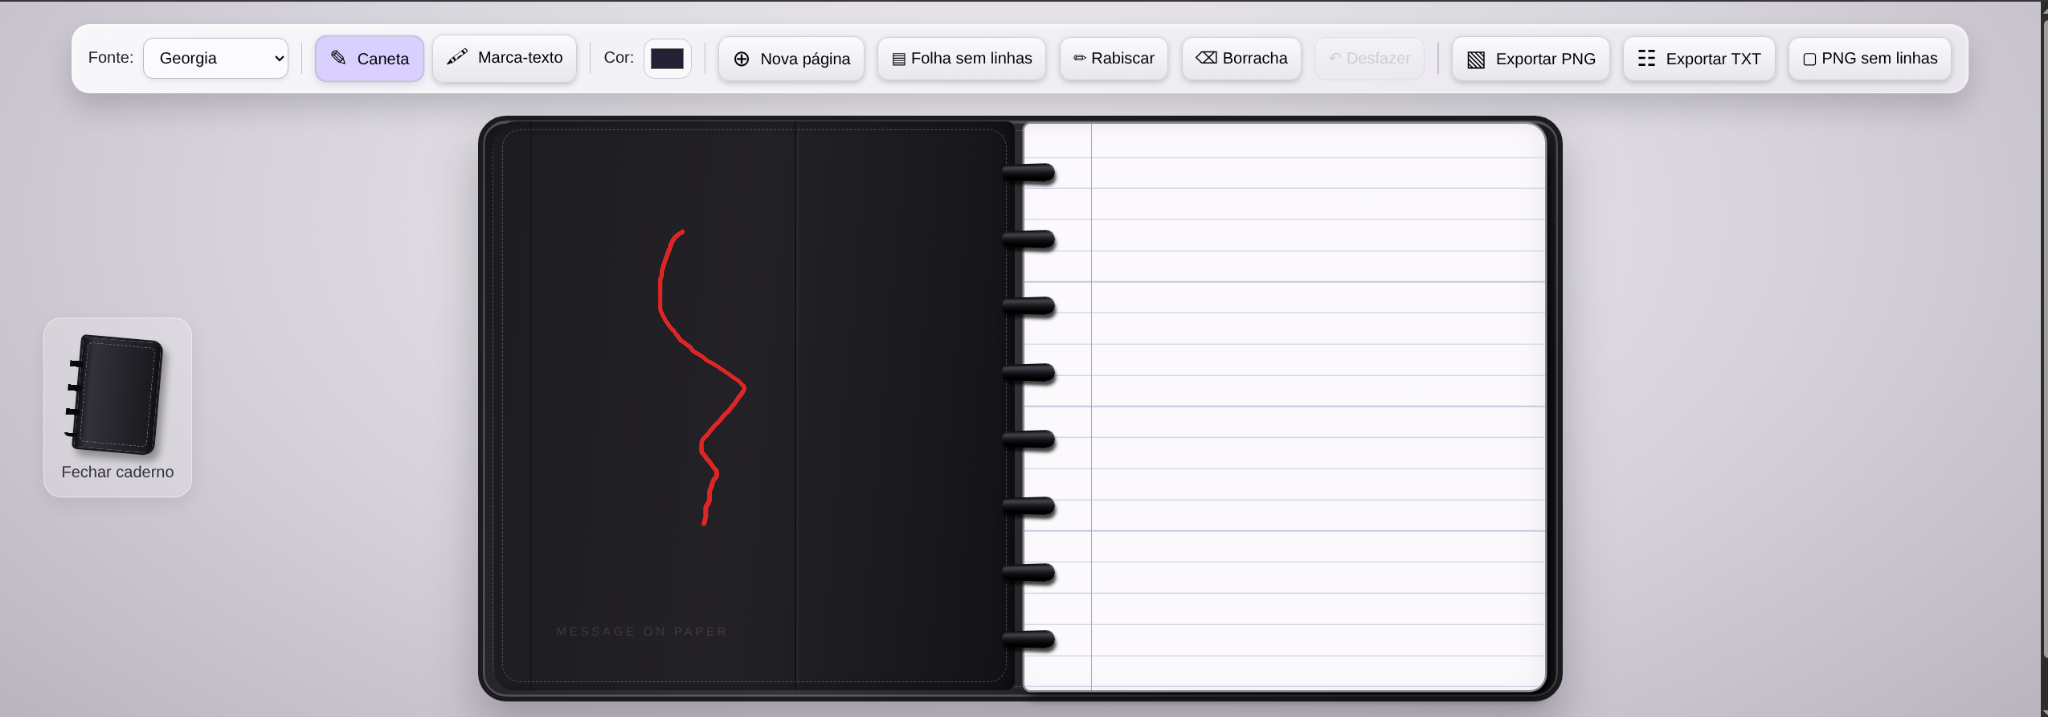 Fonte: Georgia Caneta Marca-texto Cor: Nova página Folha sem linhas Rabiscar Borracha Desfazer Exportar PNG Exportar TXT PNG sem linhas
Fechar caderno
MESSAGE ON PAPER